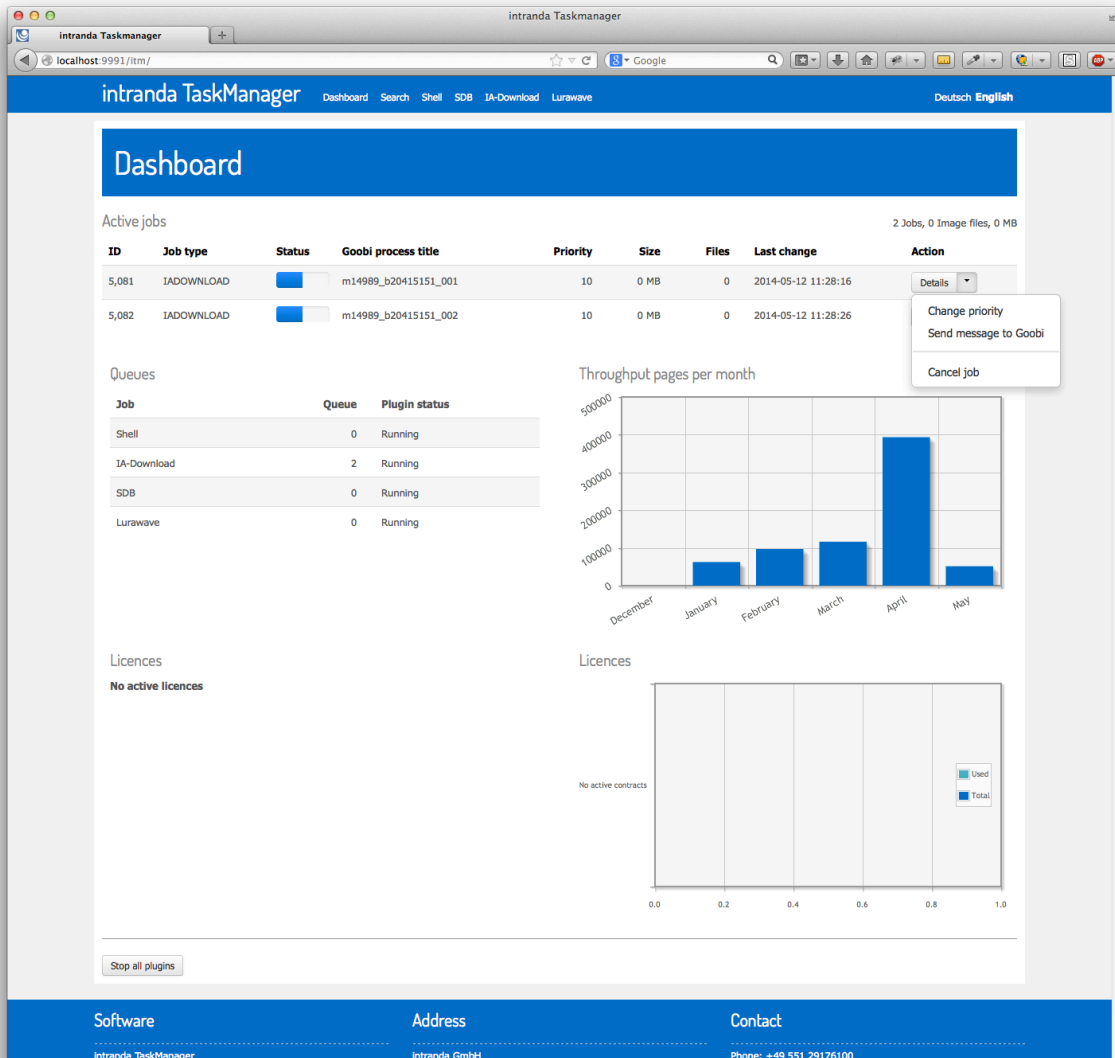 intranda Taskmanager
intranda Taskmanager
localhost:9991/itm/
Google
intranda TaskManager Dashboard Search Shell SDB IA-Download Lurawave Deutsch English
Dashboard
Active jobs 2 Jobs, 0 Image files, 0 MB
ID Job type Status Goobi process title Priority Size Files Last change Action
5,081 IADOWNLOAD m14989_b20415151_001 10 0 MB 0 2014-05-12 11:28:16 Details
5,082 IADOWNLOAD m14989_b20415151_002 10 0 MB 0 2014-05-12 11:28:26
Change priority
Send message to Goobi
Cancel job
Queues
Job Queue Plugin status
Shell 0 Running
IA-Download 2 Running
SDB 0 Running
Lurawave 0 Running
Throughput pages per month
500000
400000
300000
200000
100000
0
December January February March April May
Licences
No active licences
Licences
No active contracts
Used
Total
0.0 0.2 0.4 0.6 0.8 1.0
Stop all plugins
Software Address Contact
intranda TaskManager intranda GmbH Phone: +49 551 29176100